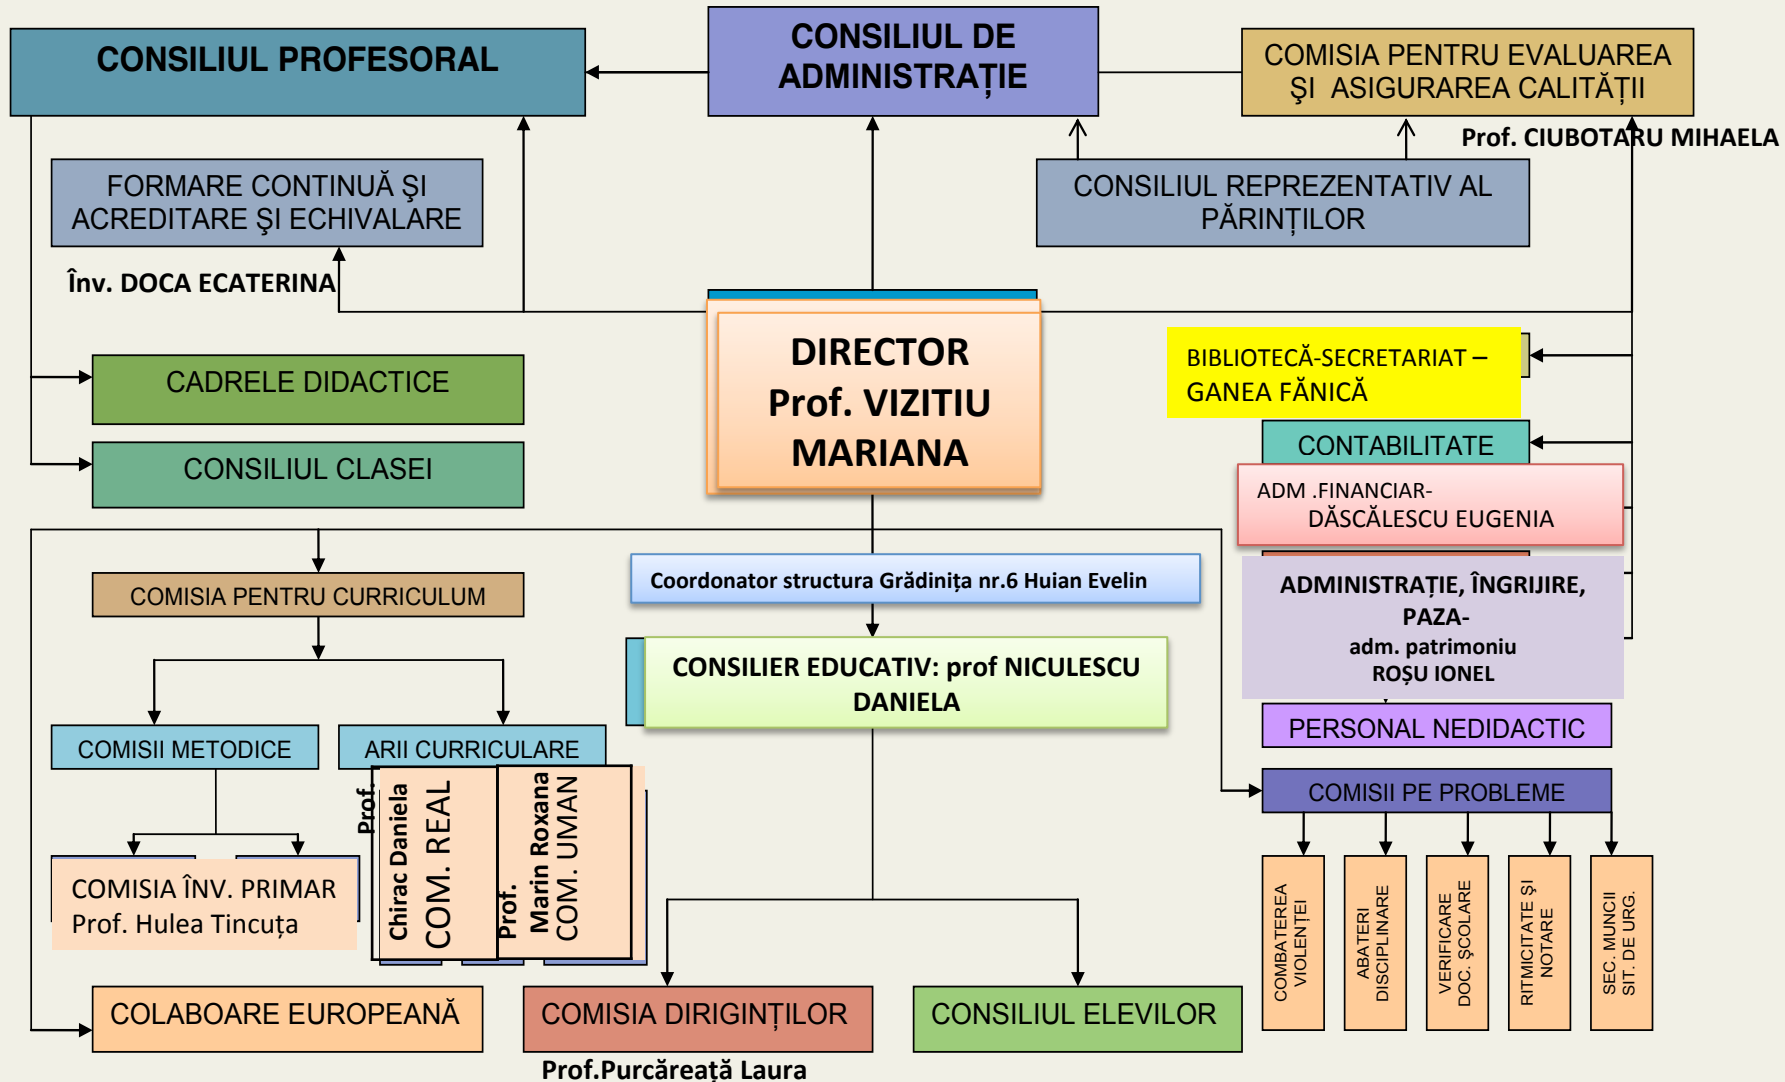 CONSILIUL PROFESORAL
CONSILIUL DE
ADMINISTRAȚIE
COMISIA PENTRU EVALUAREA
ŞI ASIGURAREA CALITĂȚII
Prof. CIUBOTARU MIHAELA
FORMARE CONTINUĂ ŞI
ACREDITARE ŞI ECHIVALARE
Înv. DOCA ECATERINA
CONSILIUL REPREZENTATIV AL
PĂRINȚILOR
DIRECTOR
Prof. VIZITIU
MARIANA
CADRELE DIDACTICE
CONSILIUL CLASEI
BIBLIOTECĂ-SECRETARIAT –
GANEA FĂNICĂ
CONTABILITATE
ADM .FINANCIAR-
DĂSCĂLESCU EUGENIA
ADMINISTRAȚIE, ÎNGRIJIRE,
PAZA-
adm. patrimoniu
ROȘU IONEL
PERSONAL NEDIDACTIC
COMISIA PENTRU CURRICULUM
Coordonator structura Grădinița nr.6 Huian Evelin
CONSILIER EDUCATIV: prof NICULESCU
DANIELA
COMISII METODICE
ARII CURRICULARE
COMISIA ÎNV. PRIMAR
Prof. Hulea Tincuța
Prof.
Chirac Daniela
COM. REAL
Prof.
Marin Roxana
COM. UMAN
COMISII PE PROBLEME
COMBATEREA
VIOLENȚEI
ABATERI
DISCIPLINARE
VERIFICARE
DOC. ŞCOLARE
RITMICITATE ŞI
NOTARE
SEC. MUNCII
SIT. DE URG.
COLABOARE EUROPEANĂ
COMISIA DIRIGINȚILOR
Prof.Purcăreață Laura
CONSILIUL ELEVILOR